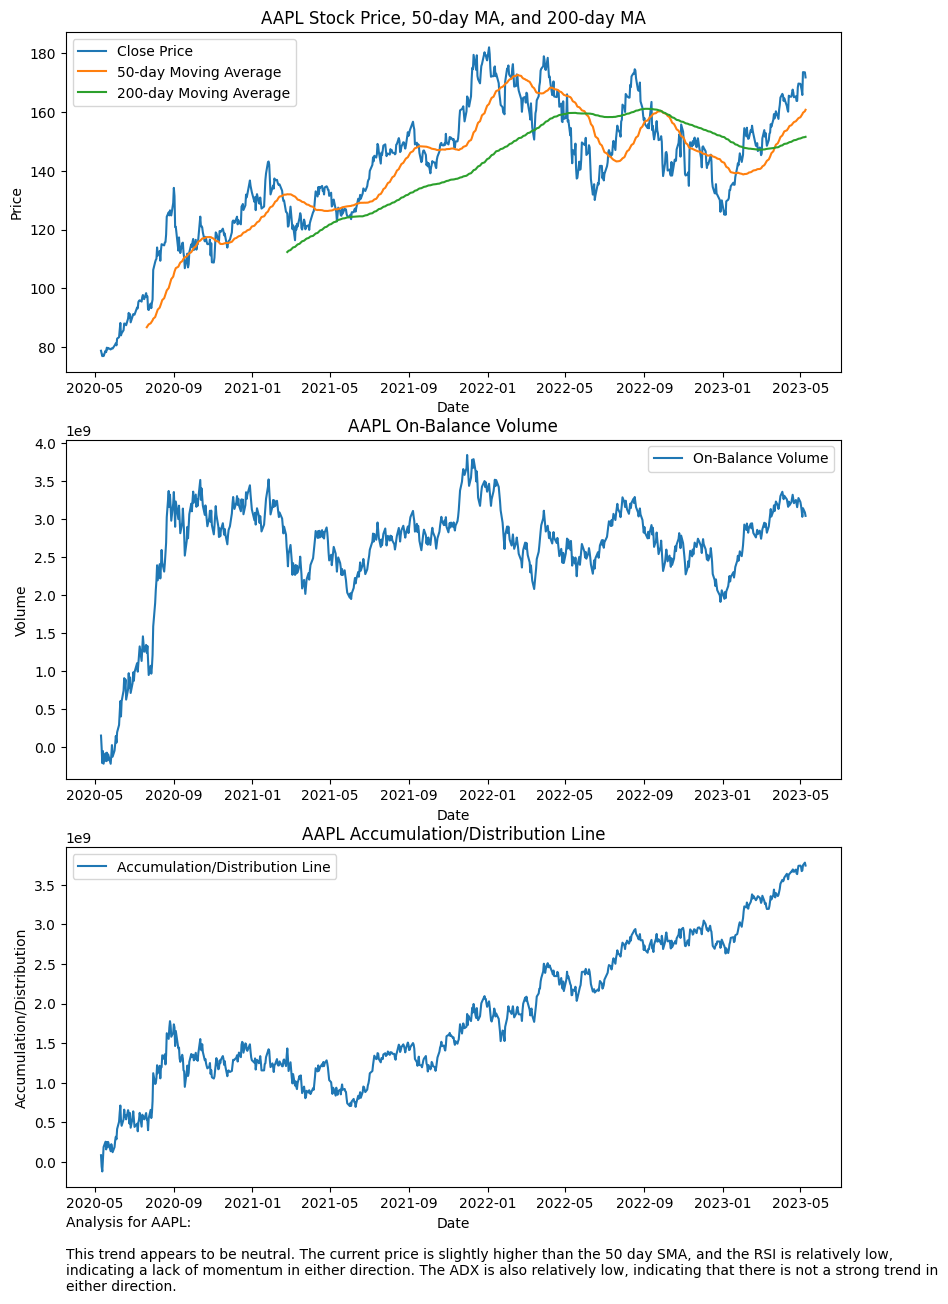 AAPL Stock Price, 50-day MA, and 200-day MA
Close Price
50-day Moving Average
200-day Moving Average
Price
180
160
140
120
100
80
2020-05 2020-09 2021-01 2021-05 2021-09 2022-01 2022-05 2022-09 2023-01 2023-05
Date
AAPL On-Balance Volume
1e9
On-Balance Volume
Volume
4.0
3.5
3.0
2.5
2.0
1.5
1.0
0.5
0.0
2020-05 2020-09 2021-01 2021-05 2021-09 2022-01 2022-05 2022-09 2023-01 2023-05
Date
AAPL Accumulation/Distribution Line
1e9
Accumulation/Distribution Line
Accumulation/Distribution
3.5
3.0
2.5
2.0
1.5
1.0
0.5
0.0
2020-05 2020-09 2021-01 2021-05 2021-09 2022-01 2022-05 2022-09 2023-01 2023-05
Date
Analysis for AAPL:
This trend appears to be neutral. The current price is slightly higher than the 50 day SMA, and the RSI is relatively low,
indicating a lack of momentum in either direction. The ADX is also relatively low, indicating that there is not a strong trend in
either direction.